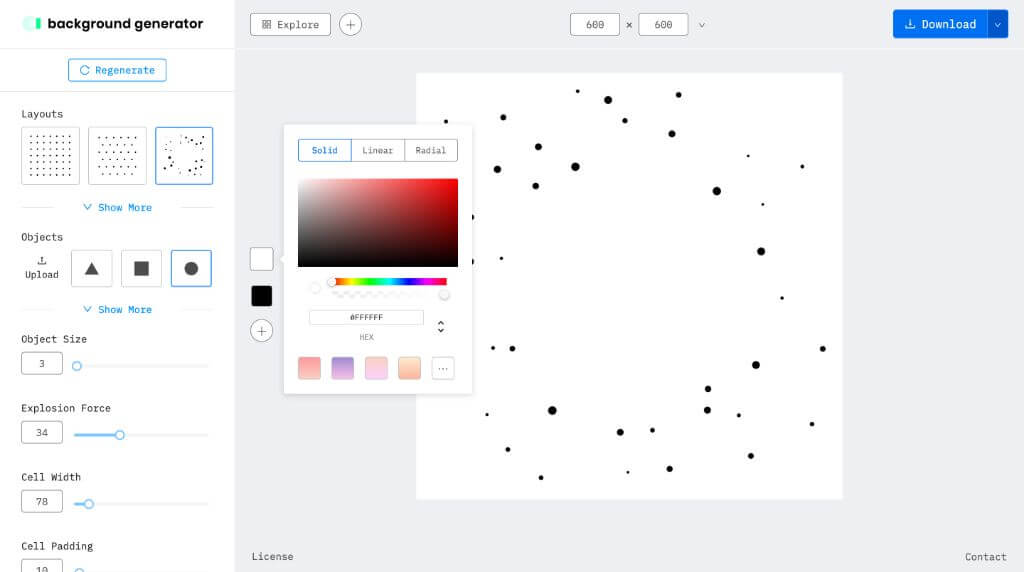 background generator
Explore
600 × 600
Download
Regenerate
Layouts
Show More
Objects
Upload
Show More
Object Size
3
Explosion Force
34
Cell Width
78
Cell Padding
10
Solid Linear Radial
#FFFFFF
HEX
...
License
Contact